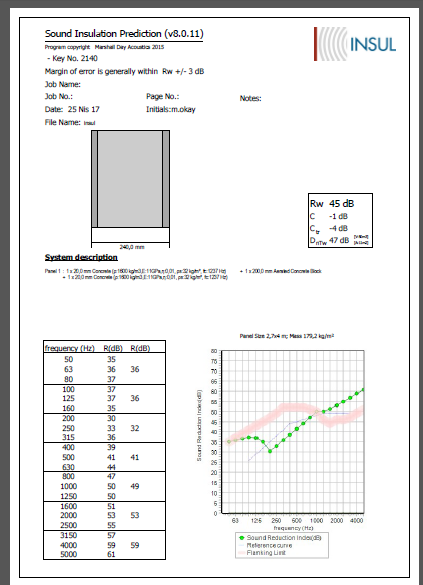 Sound Insulation Prediction (v8.0.11)
Program copyright Marshall Day Acoustics 2015
- Key No. 2140
Margin of error is generally within Rw +/- 3 dB
Job Name:
Job No.: Page No.: Notes:
Date: 25 Nis 17 Initials:m.okay
File Name: insul
INSUL
240,0 mm
Rw 45 dB
C -1 dB
Ctr -4 dB
DnTw 47 dB
System description
Panel 1 : 1 x 20,0 mm Concrete (ρ:1600 kg/m3,E:11GPa,η:0,01, ps:32 kg/m², fc:1237 Hz) + 1 x 200,0 mm Aerated Concrete Block
+ 1 x 20,0 mm Concrete (ρ:1600 kg/m3,E:11GPa,η:0,01, ps:32 kg/m², fc:1237 Hz)
frequency (Hz) R(dB) R(dB)
50 35
63 36 36
80 37
100 37
125 37 36
160 35
200 30
250 33 32
315 36
400 39
500 41 41
630 44
800 47
1000 50 49
1250 50
1600 51
2000 53 53
2500 55
3150 57
4000 59 59
5000 61
Panel Size 2,7x4 m; Mass 179,2 kg/m²
Sound Reduction Index(dB)
80
75
70
65
60
55
50
45
40
35
30
25
20
15
10
5
0
63 125 250 500 1000 2000 4000
frequency (Hz)
Sound Reduction Index(dB)
Reference curve
Flanking Limit